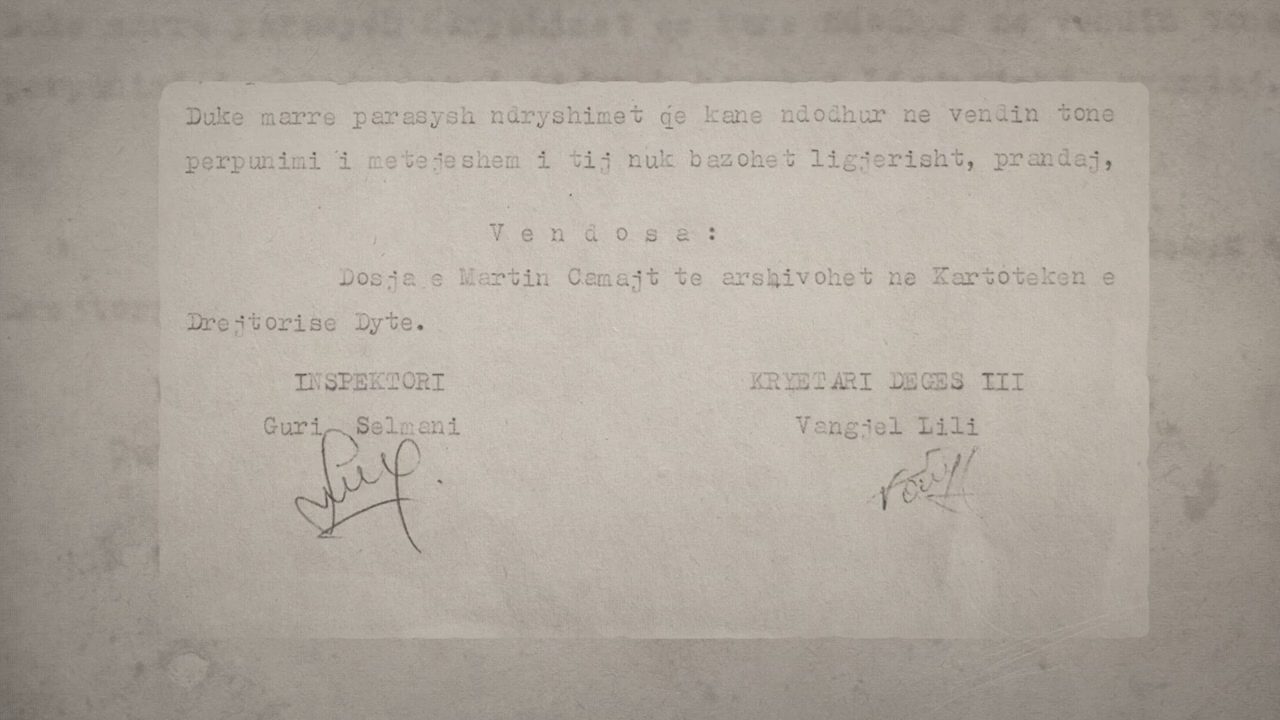 Duke marre parasysh ndryshimet qe kane ndodhur ne vendin tone
perpunimi i metejeshem i tij nuk bazohet ligjerisht, prandaj,
V e n d o s a :
Dosja e Martin Camajt te arshivohet ne Kartoteken e
Drejtorise Dyte.
INSPEKTORI KRYETARI DEGES III
Guri Selmani Vangjel Lili